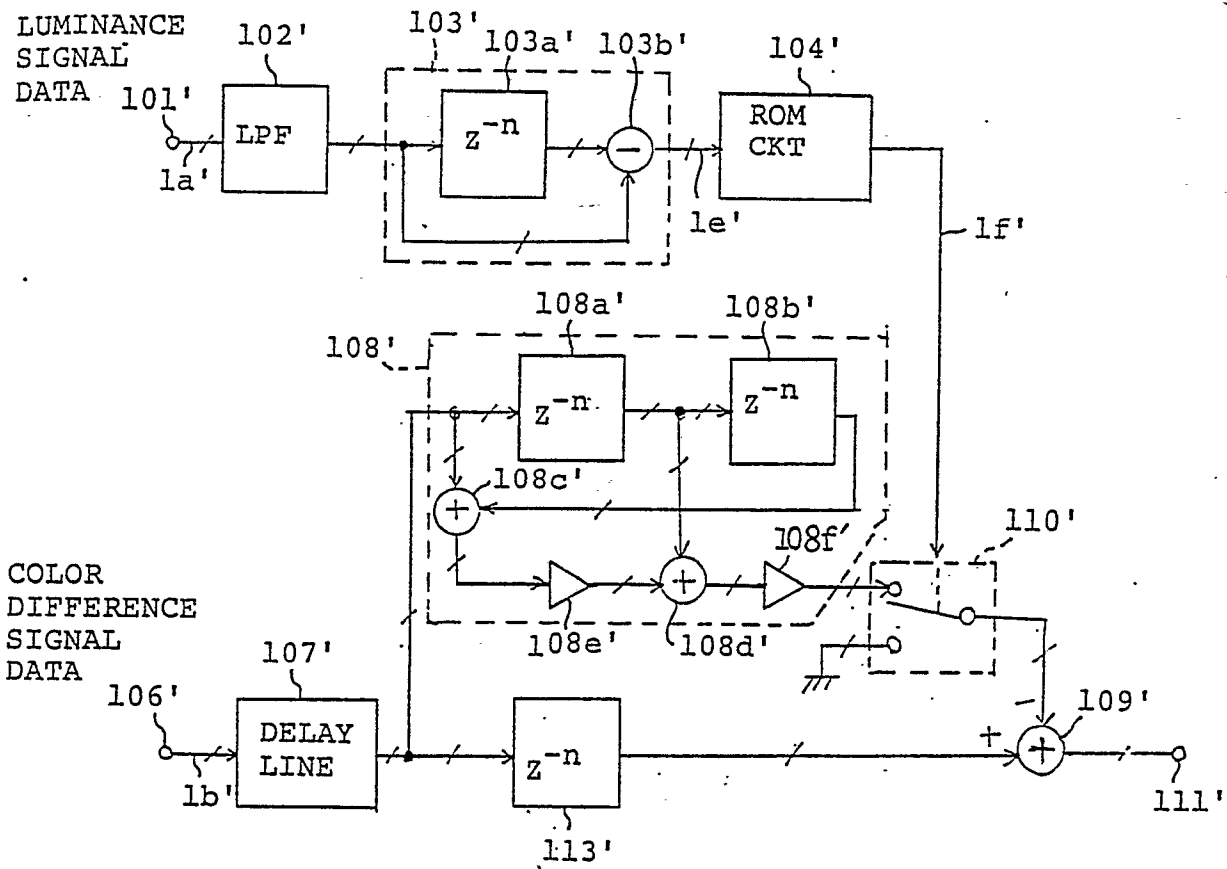 LUMINANCE
SIGNAL
DATA
101'
1a'
102'
LPF
103'
103a'
z-n
103b'
−
1e'
104'
ROM
CKT
1f'
108'
108a'
z-n
108b'
z-n
108c'
+
108e'
+
108d'
108f'
110'
COLOR
DIFFERENCE
SIGNAL
DATA
106'
1b'
107'
DELAY
LINE
z-n
113'
−
+
+
109'
111'